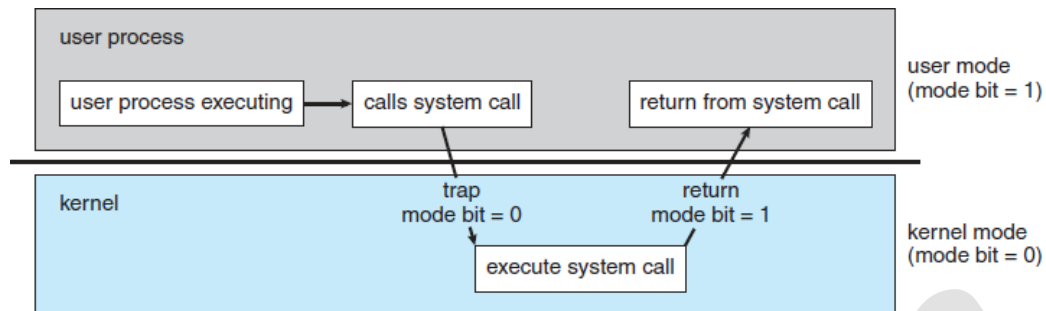 user process
user process executing
calls system call
return from system call
user mode
(mode bit = 1)
kernel
trap
mode bit = 0
return
mode bit = 1
execute system call
kernel mode
(mode bit = 0)